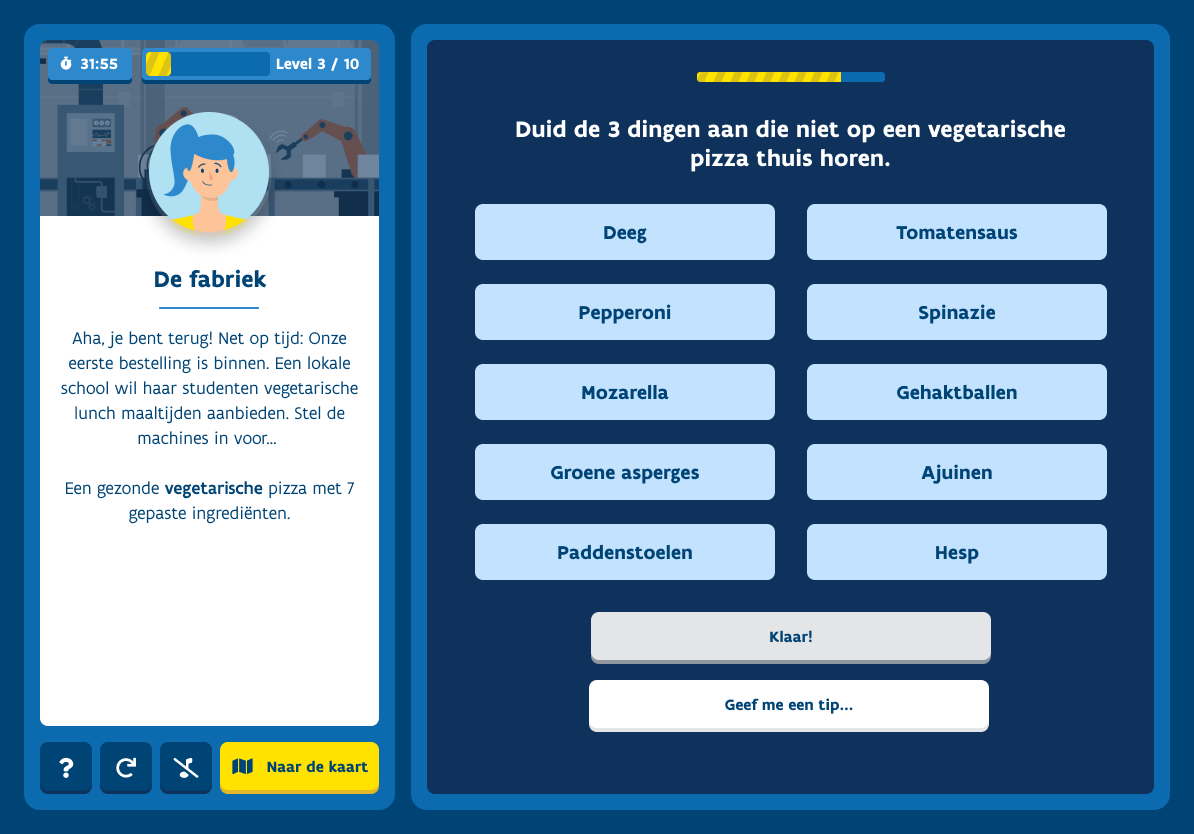 31:55
Level 3 / 10
De fabriek
Aha, je bent terug! Net op tijd: Onze
eerste bestelling is binnen. Een lokale
school wil haar studenten vegetarische
lunch maaltijden aanbieden. Stel de
machines in voor...
Een gezonde vegetarische pizza met 7
gepaste ingrediënten.
?
Naar de kaart
Duid de 3 dingen aan die niet op een vegetarische
pizza thuis horen.
Deeg
Tomatensaus
Pepperoni
Spinazie
Mozarella
Gehaktballen
Groene asperges
Ajuinen
Paddenstoelen
Hesp
Klaar!
Geef me een tip...